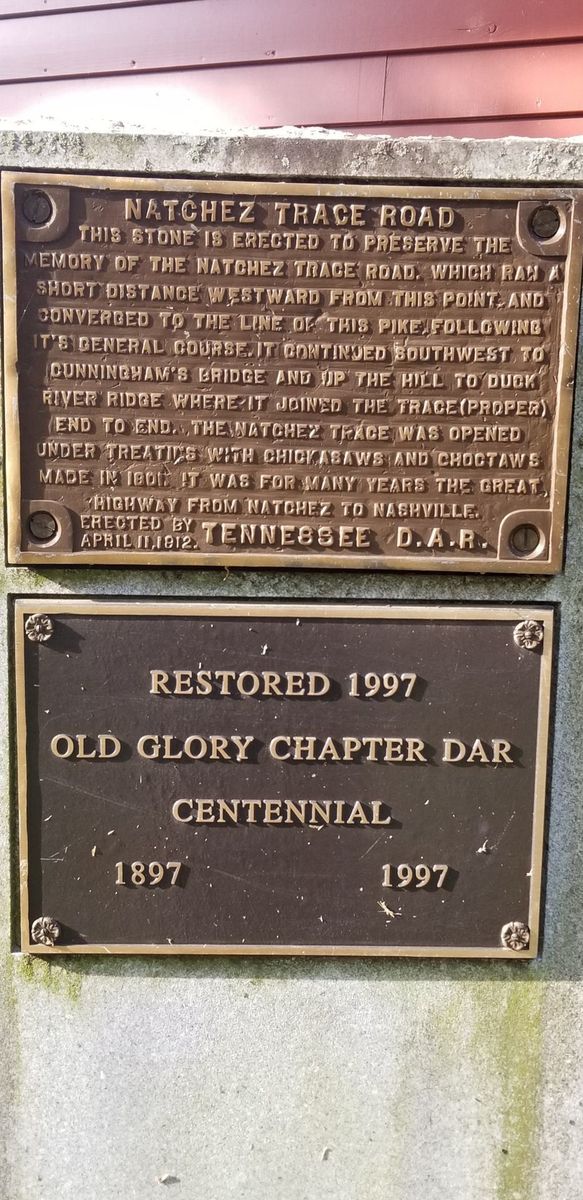 NATCHEZ TRACE ROAD
THIS STONE IS ERECTED TO PRESERVE THE
MEMORY OF THE NATCHEZ TRACE ROAD. WHICH RAN A
SHORT DISTANCE WESTWARD FROM THIS POINT AND
CONVERGED TO THE LINE OF THIS PIKE, FOLLOWING
IT'S GENERAL COURSE. IT CONTINUED SOUTHWEST TO
CUNNINGHAM'S BRIDGE AND UP THE HILL TO DUCK
RIVER RIDGE WHERE IT JOINED THE TRACE (PROPER)
END TO END. THE NATCHEZ TRACE WAS OPENED
UNDER TREATIES WITH CHICKASAWS AND CHOCTAWS
MADE IN 1801. IT WAS FOR MANY YEARS THE GREAT
HIGHWAY FROM NATCHEZ TO NASHVILLE.
ERECTED BY TENNESSEE D.A.R.
APRIL 11, 1912.
RESTORED 1997
OLD GLORY CHAPTER DAR
CENTENNIAL
1897 1997